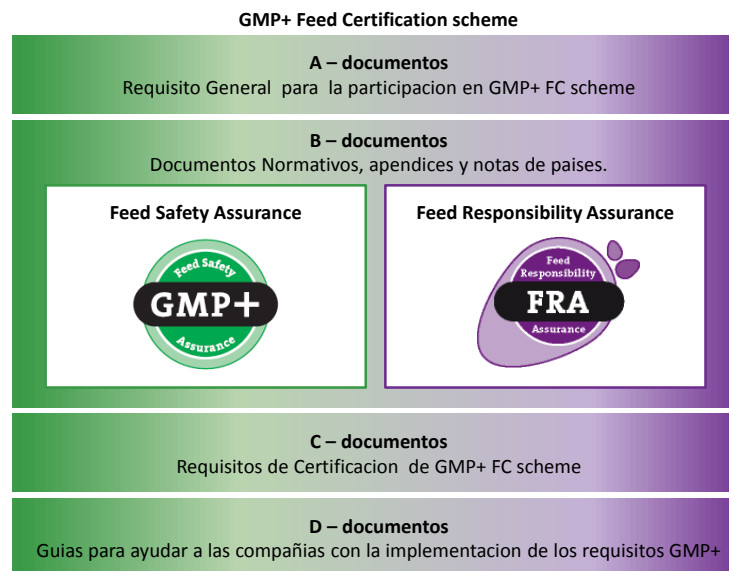 GMP+ Feed Certification scheme
A – documentos
Requisito General para la participacion en GMP+ FC scheme
B – documentos
Documentos Normativos, apendices y notas de paises.
Feed Safety Assurance
Feed Safety
GMP+
Assurance
Feed Responsibility Assurance
Feed
Responsibility
FRA
Assurance
C – documentos
Requisitos de Certificacion de GMP+ FC scheme
D – documentos
Guias para ayudar a las compañias con la implementacion de los requisitos GMP+